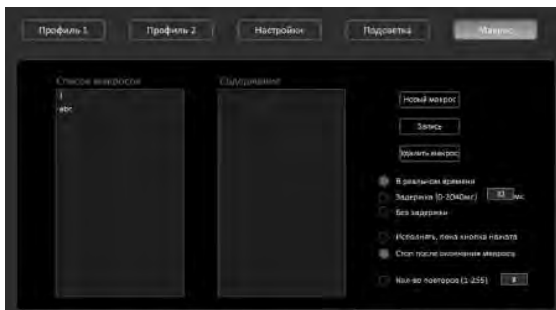 Профиль 1
Профиль 2
Настройки
Подсветка
Макрос
Список макросов
Содержание
abc
Новый макрос
Запись
Удалить макрос
В реальном времени
Задержка (0-2040мс)
мс
Без задержки
Исполнять, пока кнопка нажата
Стоп после окончания макроса
Кол-во повторов (1-255)